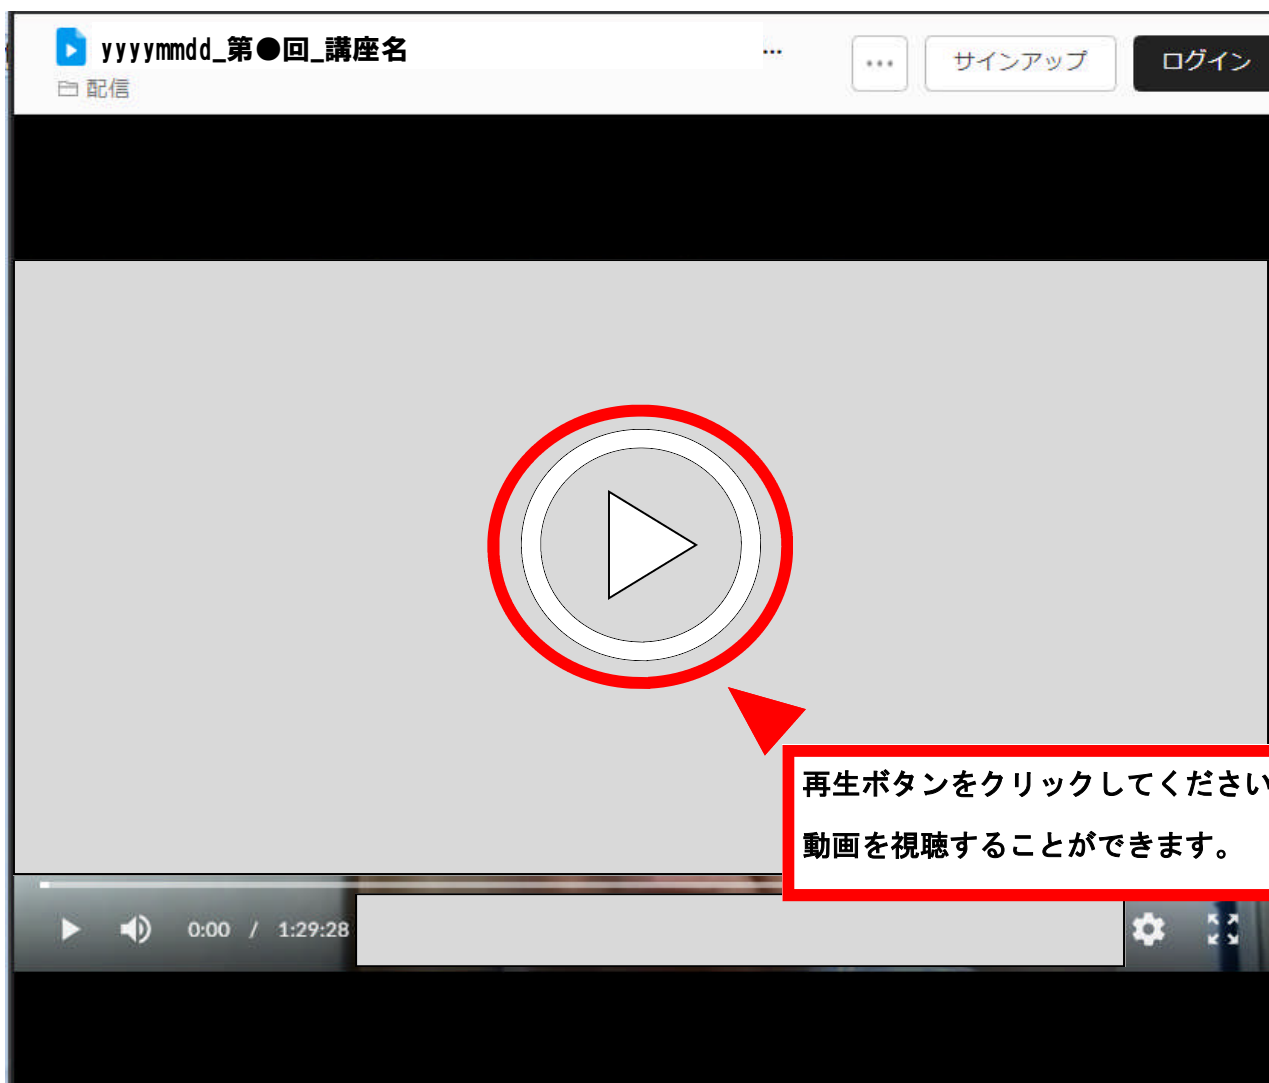 yyyymmdd_第●回_講座名
...
...
サインアップ
ログイン
配信
再生ボタンをクリックしてください
動画を視聴することができます。
0:00 / 1:29:28